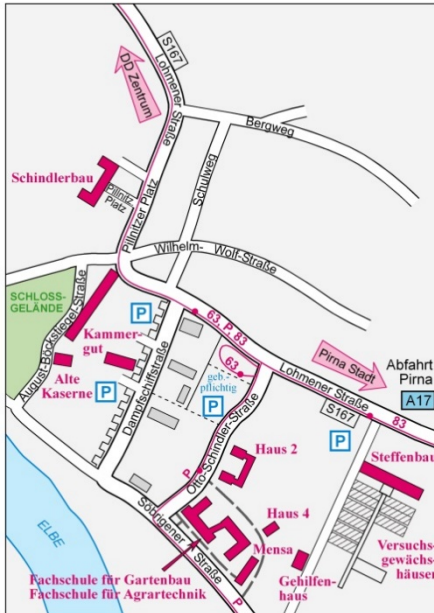 S167
DD Zentrum
Lohmener Straße
Bergweg
Schindlerbau
Pillnitz.
Platz
Pillnitzer Platz
Schulweg
Wilhelm-
Wolf-Straße
SCHLOSS-
GELÄNDE
August-Böckstiegel-Straße
P
63, P, 83
Kammer-
gut
63
Pirna Stadt
Abfahrt
Pirna
A17
Alte
Kaserne
P
Dampfschiffstraße
geb.
pflichtig
P
Lohmener Straße
S167
83
P
Otto-Schindler-Straße
P
Haus 2
Steffenbau
ELBE
Söbrigener Straße
Haus 4
Mensa
Versuchs-
gewächs-
häuser
Gehilfen-
haus
Fachschule für Gartenbau
Fachschule für Agrartechnik
P